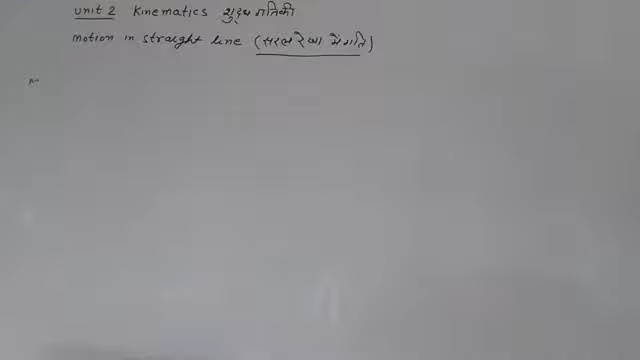 unit 2 Kinematics शुद्ध गतिकी
motion in straight line (सरल रेखा में गति)